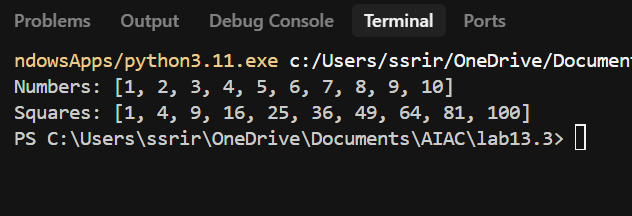 Problems Output Debug Console Terminal Ports
ndowsApps/python3.11.exe c:/Users/ssrir/OneDrive/Documen
Numbers: [1, 2, 3, 4, 5, 6, 7, 8, 9, 10]
Squares: [1, 4, 9, 16, 25, 36, 49, 64, 81, 100]
PS C:\Users\ssrir\OneDrive\Documents\AIAC\lab13.3>